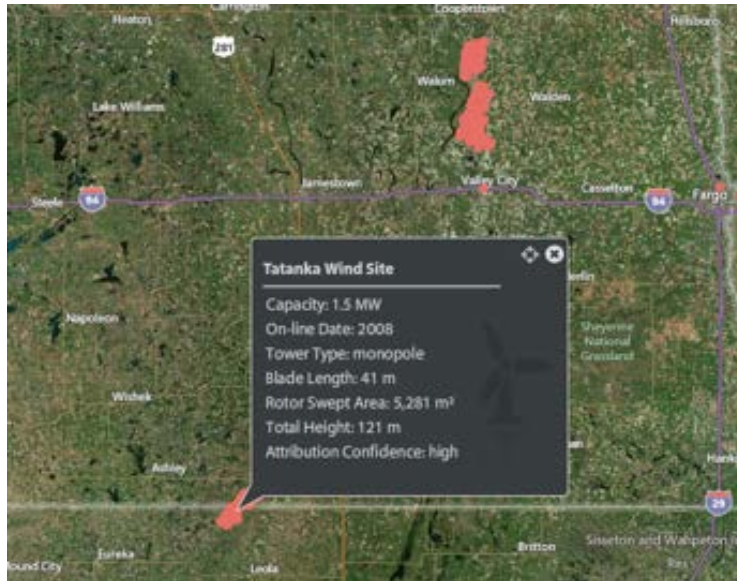 Carrington
Cooperstown
Heaton
Hillsboro
281
Walum
Lake Williams
Walden
Jamestown
Valley City
Casselton
Steele
94
94
Fargo
Tatanka Wind Site
Capacity: 1.5 MW
On-line Date: 2008
Tower Type: monopole
Blade Length: 41 m
Rotor Swept Area: 5,281 m²
Total Height: 121 m
Attribution Confidence: high
Napoleon
Sheyenne
National
Grassland
Wishek
Ashley
29
Eureka
Leola
Britton
Sisseton and Wahpeton